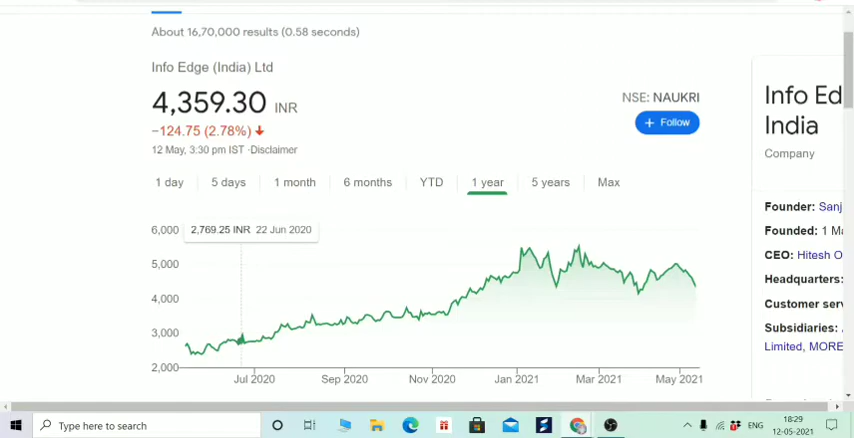 About 16,70,000 results (0.58 seconds)
Info Edge (India) Ltd
4,359.30 INR
−124.75 (2.78%)
12 May, 3:30 pm IST ·Disclaimer
NSE: NAUKRI
+ Follow
1 day 5 days 1 month 6 months YTD 1 year 5 years Max
2,769.25 INR 22 Jun 2020
6,000
5,000
4,000
3,000
2,000
Jul 2020 Sep 2020 Nov 2020 Jan 2021 Mar 2021 May 2021
Info Ed
India
Company
Founder: Sanj
Founded: 1 Ma
CEO: Hitesh O
Headquarters:
Customer serv
Subsidiaries:
Limited, MORE
Type here to search
ENG
18:29
12-05-2021